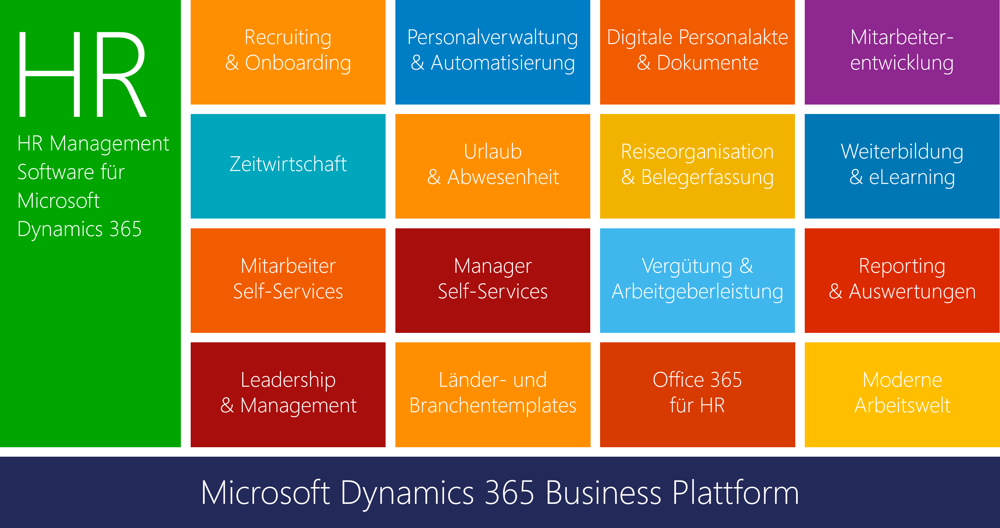 HR
HR Management
Software für
Microsoft
Dynamics 365
Recruiting
& Onboarding
Personalverwaltung
& Automatisierung
Digitale Personalakte
& Dokumente
Mitarbeiter-
entwicklung
Zeitwirtschaft
Urlaub
& Abwesenheit
Reiseorganisation
& Belegerfassung
Weiterbildung
& eLearning
Mitarbeiter
Self-Services
Manager
Self-Services
Vergütung &
Arbeitgeberleistung
Reporting
& Auswertungen
Leadership
& Management
Länder- und
Branchentemplates
Office 365
für HR
Moderne
Arbeitswelt
Microsoft Dynamics 365 Business Plattform